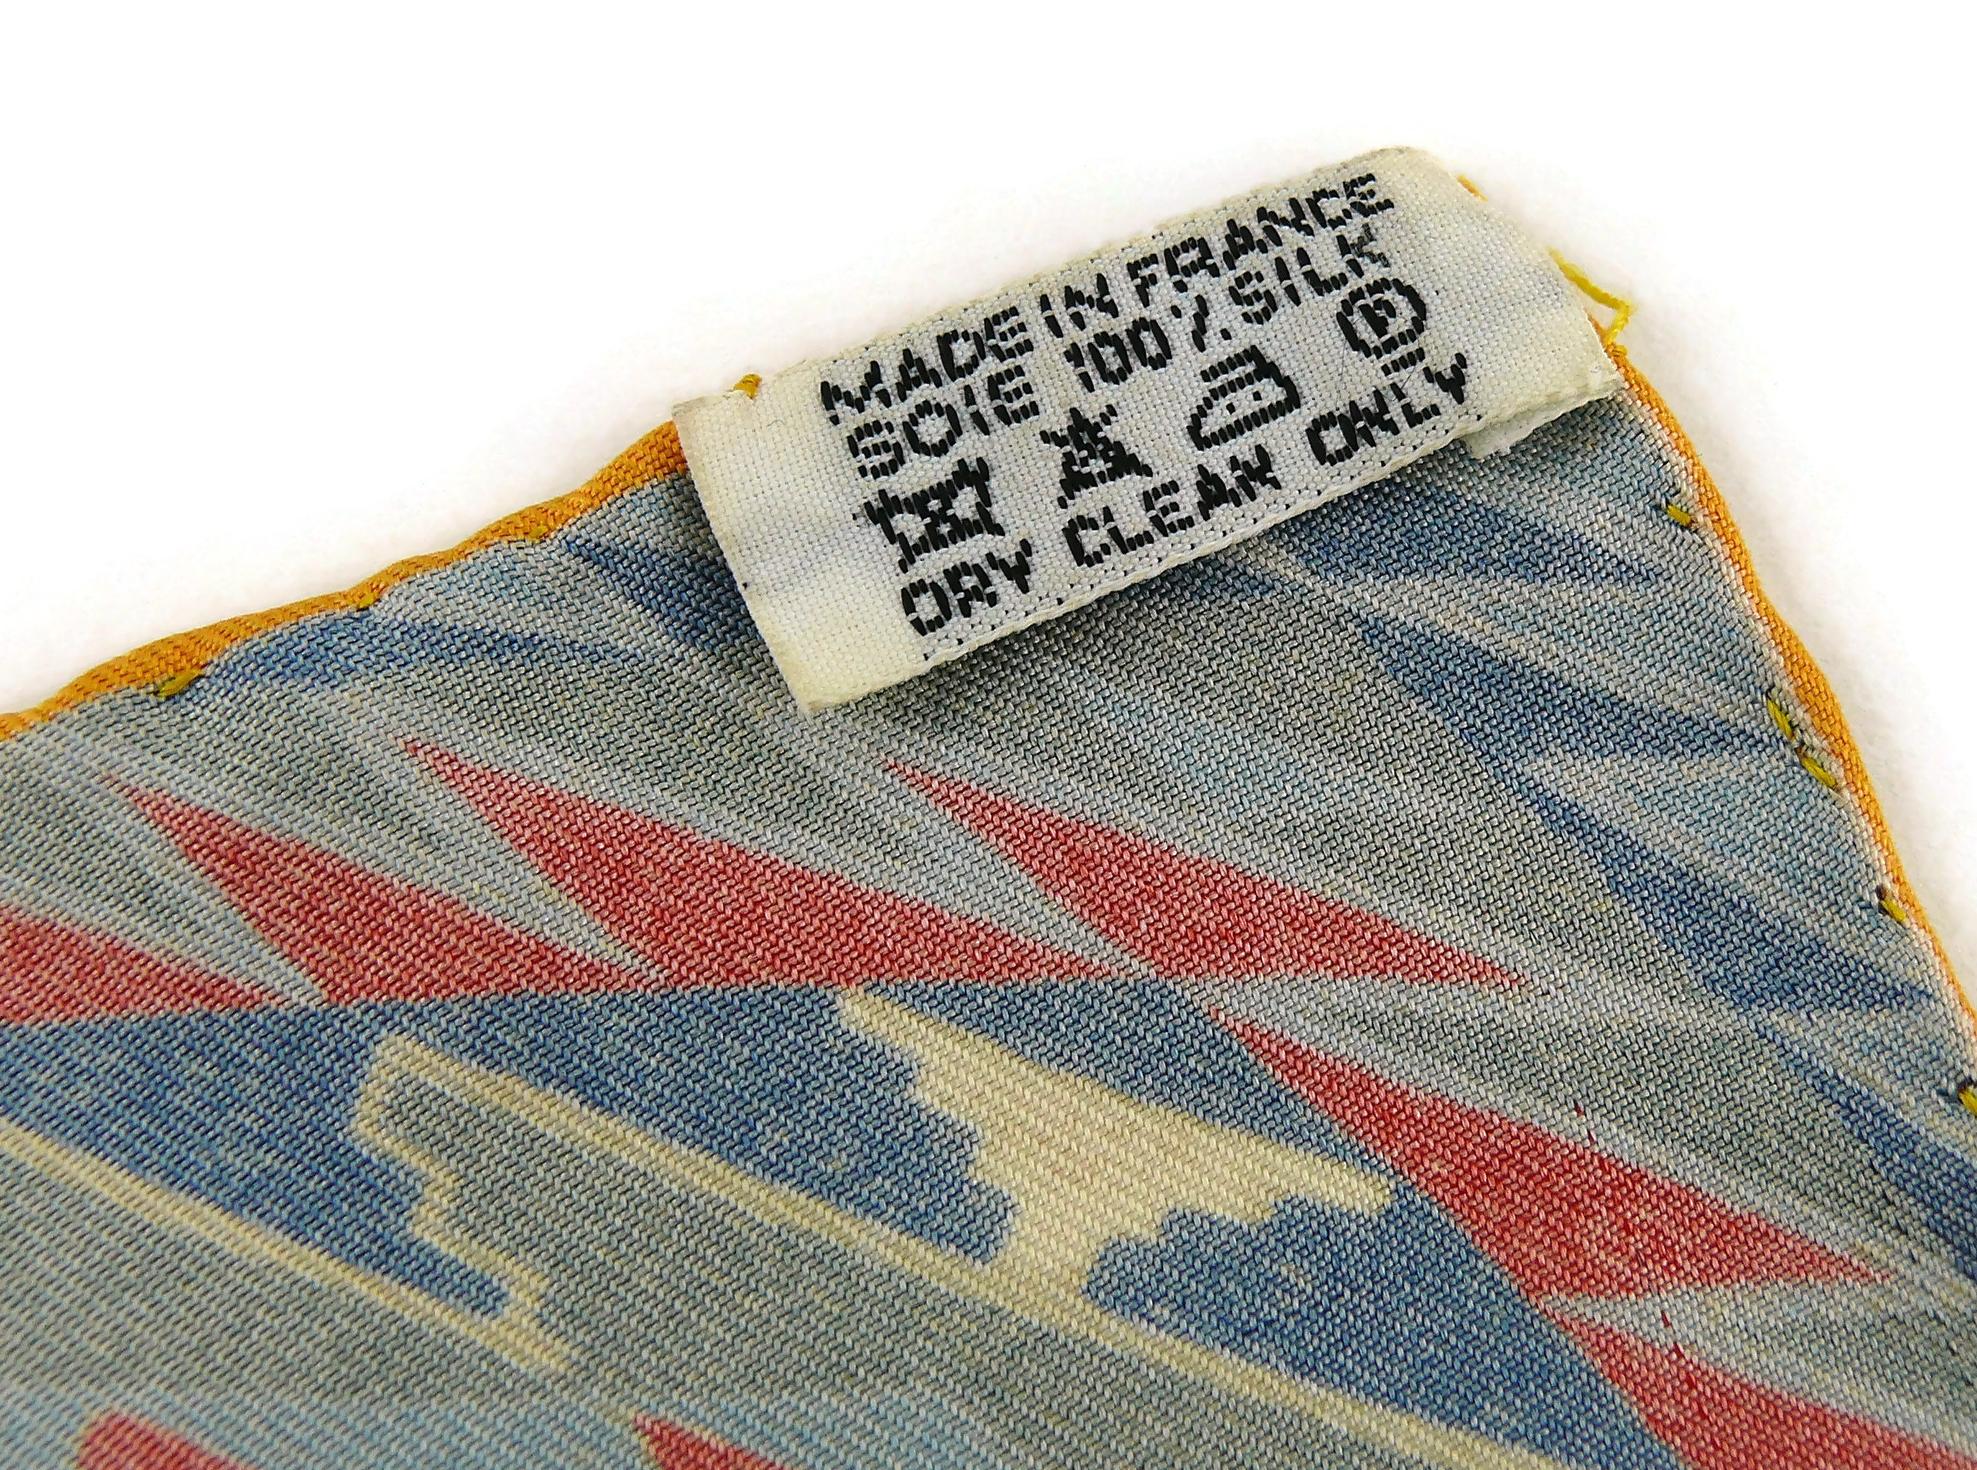 MADE IN FRANCE
SOIE 100% SILK
P
DRY CLEAN ONLY